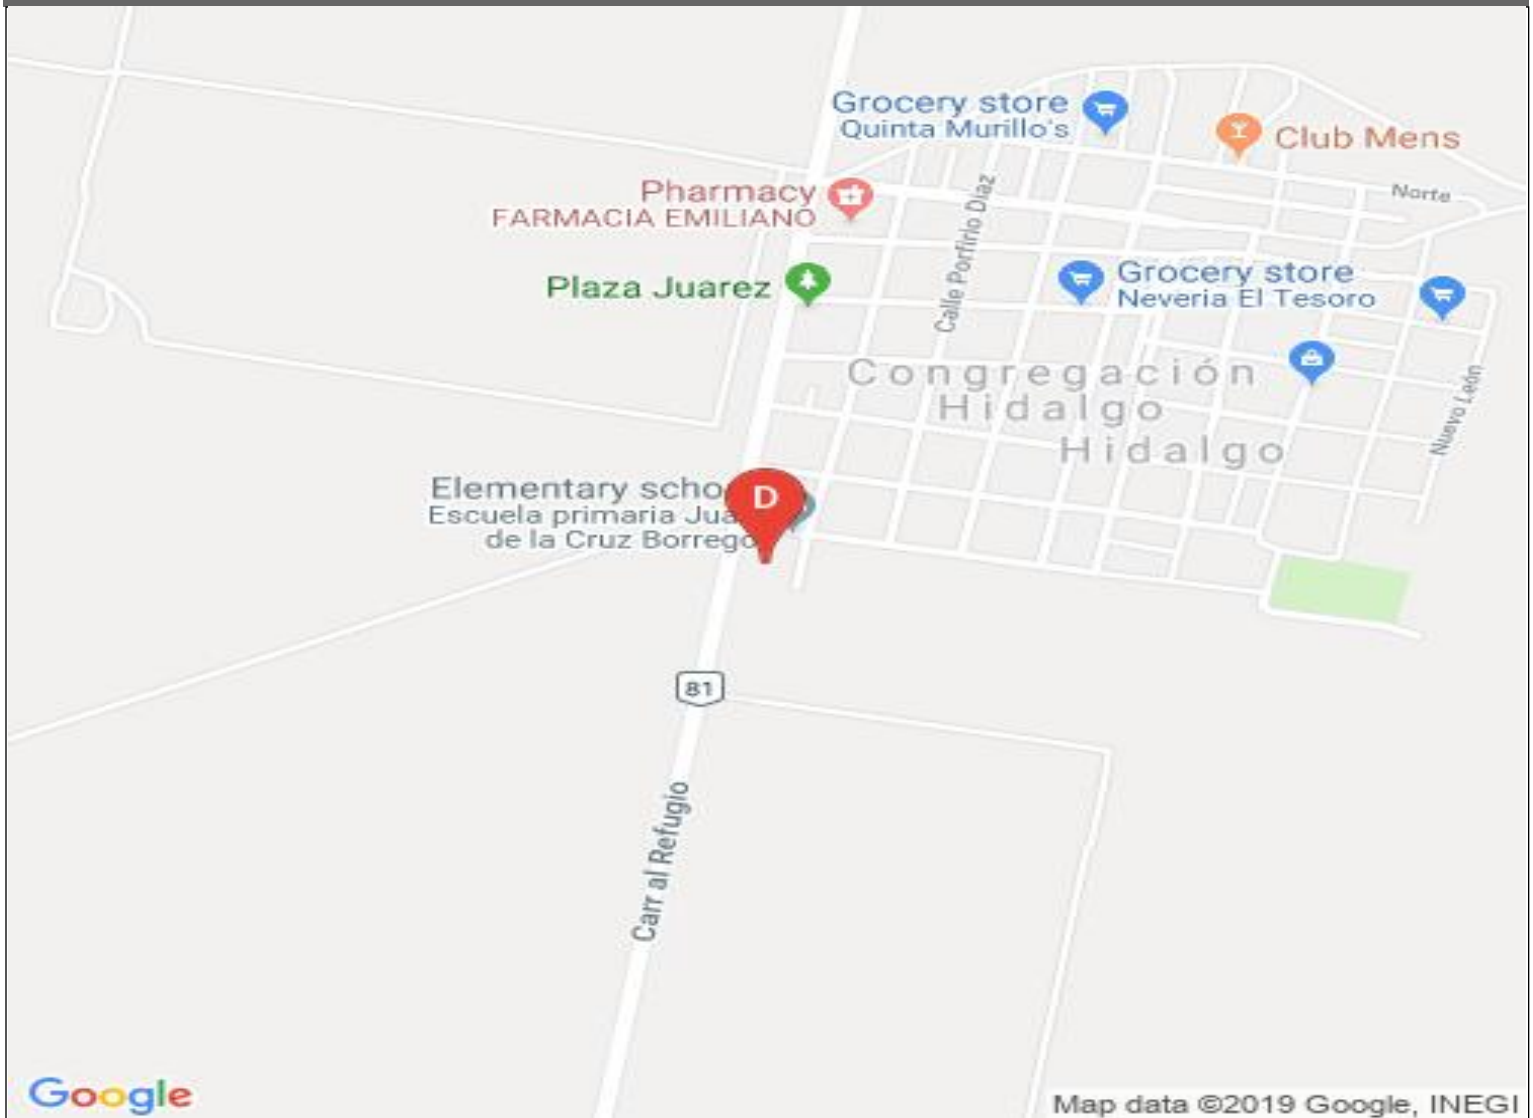 Grocery store
Quinta Murillo's
Club Mens
Pharmacy
FARMACIA EMILIANO
Norte
Calle Porfirio Díaz
Plaza Juarez
Grocery store
Neveria El Tesoro
Congregación
Hidalgo
Hidalgo
Nuevo León
Elementary scho
Escuela primaria Jua
de la Cruz Borrego
D
81
Carr al Refugio
Google
Map data ©2019 Google, INEGI